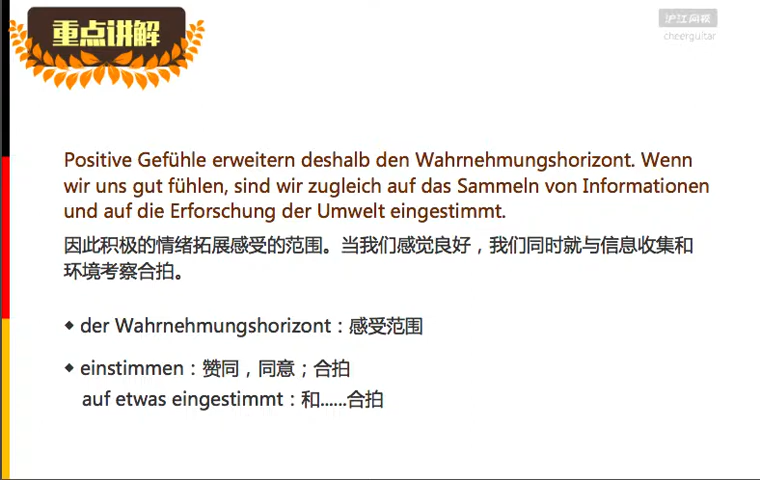 重点讲解
沪江网校
cheerguitar
Positive Gefühle erweitern deshalb den Wahrnehmungshorizont. Wenn
wir uns gut fühlen, sind wir zugleich auf das Sammeln von Informationen
und auf die Erforschung der Umwelt eingestimmt.
因此积极的情绪拓展感受的范围。当我们感觉良好，我们同时就与信息收集和
环境考察合拍。
◆ der Wahrnehmungshorizont：感受范围
◆ einstimmen：赞同，同意；合拍
auf etwas eingestimmt：和......合拍